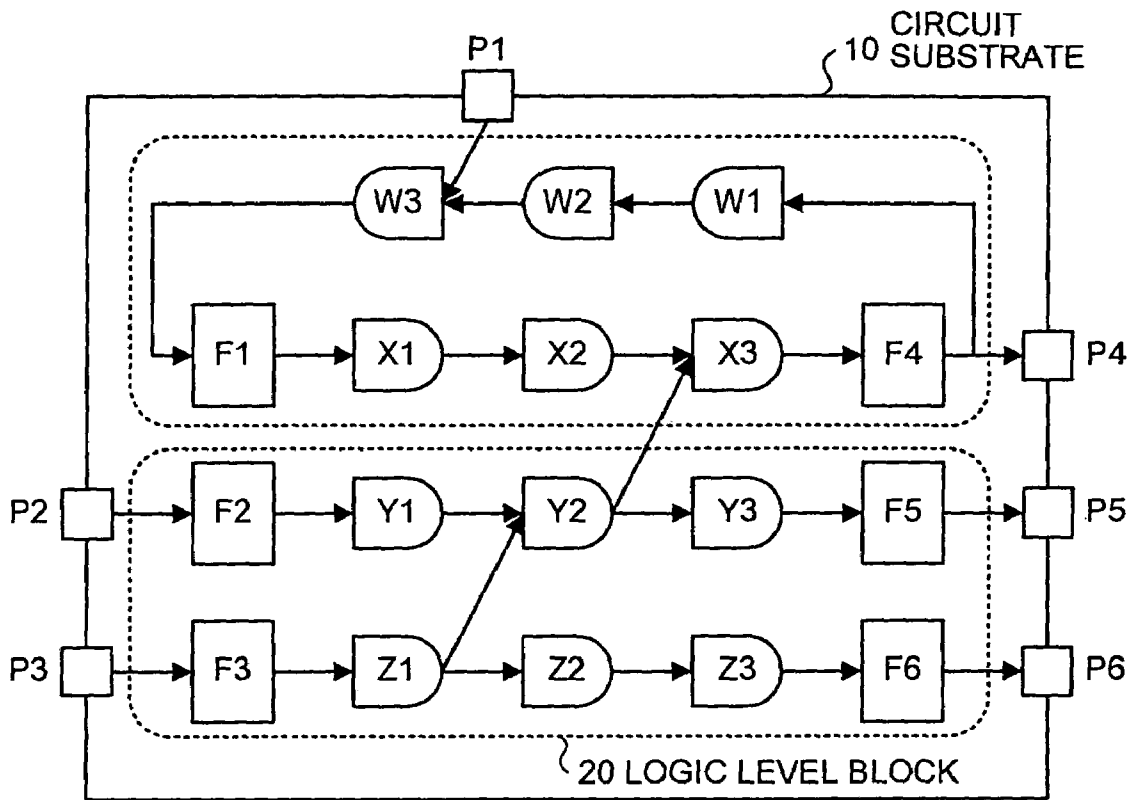 CIRCUIT
10 SUBSTRATE
P1
W3 W2 W1
F1 X1 X2 X3 F4 P4
P2 F2 Y1 Y2 Y3 F5 P5
P3 F3 Z1 Z2 Z3 F6 P6
20 LOGIC LEVEL BLOCK